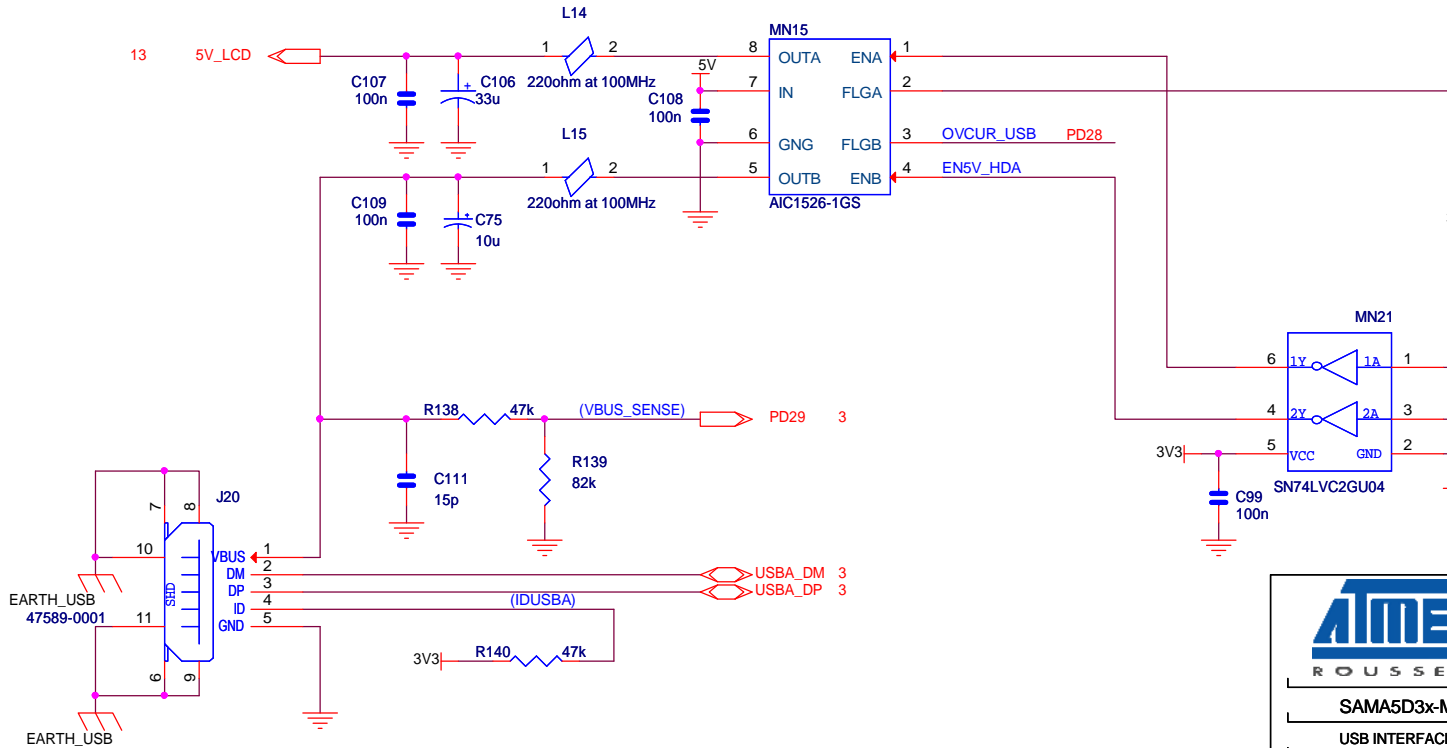 L14
MN15
13 5V_LCD
1 2
8 OUTA ENA 1
5V
C107
100n
C106
33u
220ohm at 100MHz
7 IN FLGA 2
C108
100n
L15
6 GNG FLGB 3 OVCUR_USB PD28
1 2
5 OUTB ENB 4 EN5V_HDA
220ohm at 100MHz
AIC1526-1GS
C109
100n
C75
10u
MN21
6 1Y 1A 1
4 2Y 2A 3
3V3 5 VCC GND 2
SN74LVC2GU04
C99
100n
R138 47k (VBUS_SENSE) PD29 3
R139
82k
C111
15p
J20
7 8
10 VBUS 1
DM 2 USBA_DM 3
DP 3 USBA_DP 3
SHD
ID 4 (IDUSBA)
11 GND 5
EARTH_USB
47589-0001
3V3 R140 47k
6 9
EARTH_USB
ATME
ROUSSE
SAMA5D3x-M
USB INTERFAC